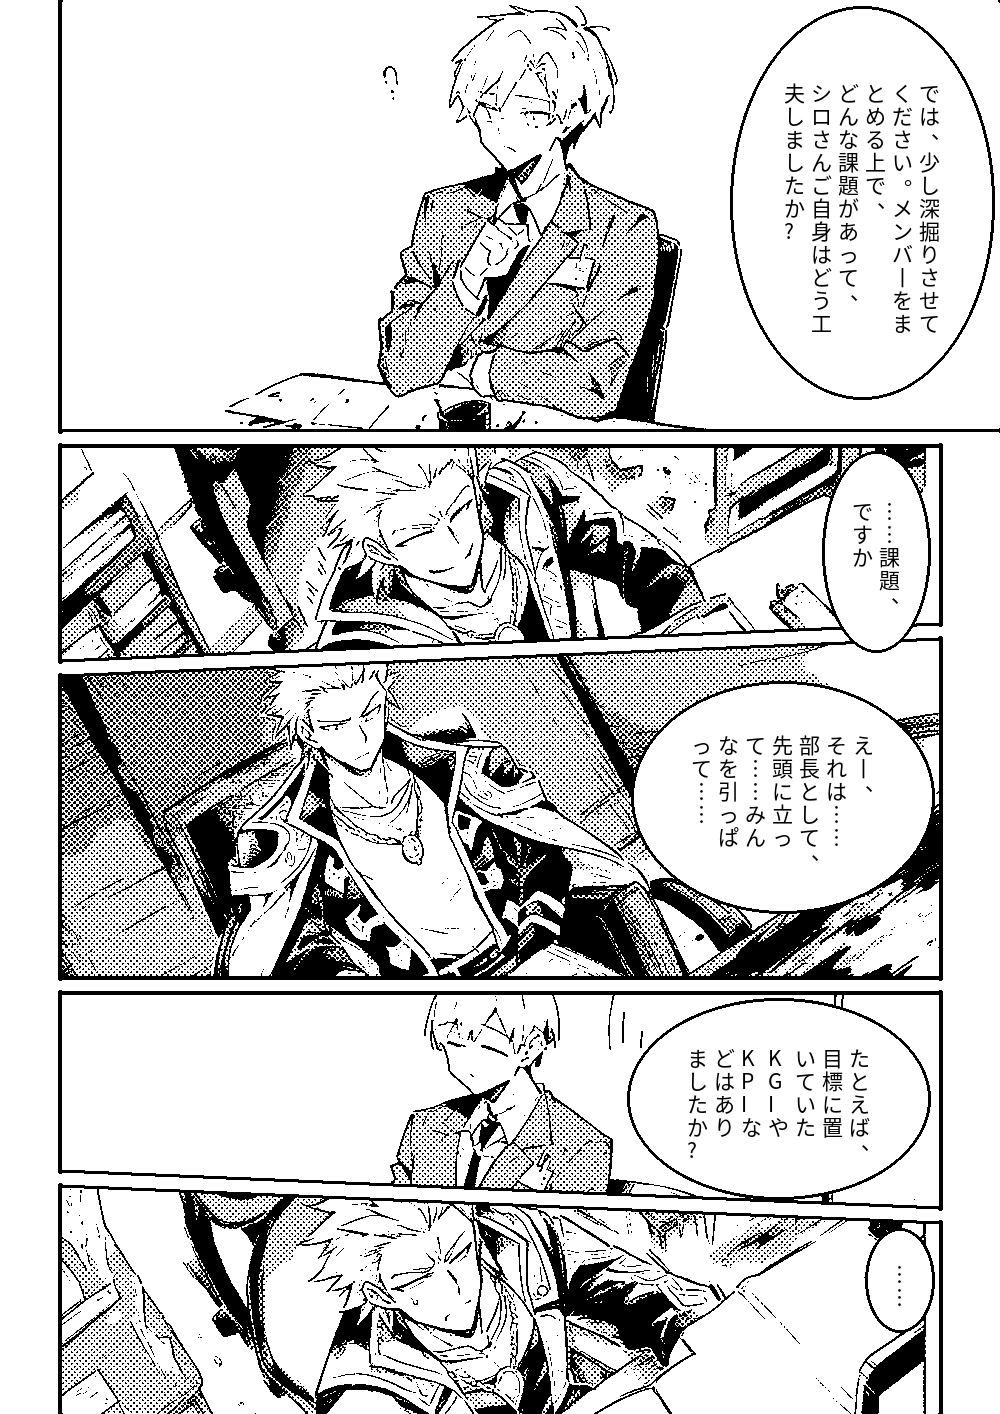 では、少し深掘りさせて
ください。メンバーをま
とめる上で、
どんな課題があって、
シロさんご自身はどう工
夫しましたか?
……課題、
ですか
えー、
それは……
部長として、
先頭に立っ
て……みん
なを引っぱ
って……
たとえば、
目標に置
いていた
KGIや
KPIな
どはあり
ましたか?
……